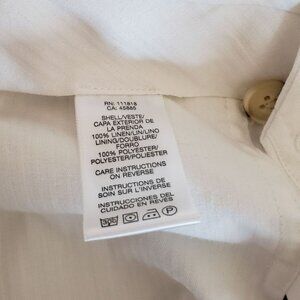 RN: 111818
CA: 45885
SHELL/VESTE/
CAPA EXTERIOR DE
LA PRENDA
100% LINEN/LIN/LINO
LINING/DOUBLURE/
FORRO
100% POLYESTER/
POLYESTER/POLIESTER
CARE INSTRUCTIONS
ON REVERSE
INSTRUCTIONS DE
SOIN SUR L'INVERSE
INSTRUCCIONES DEL
CUIDADO EN REVES